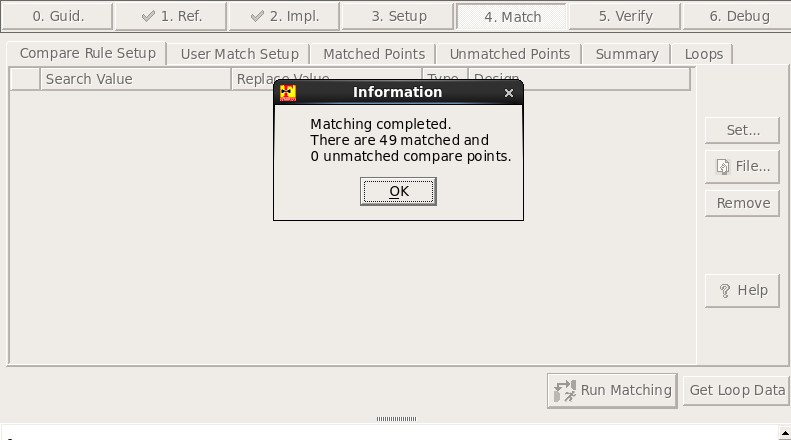 0. Guid. 1. Ref. 2. Impl. 3. Setup 4. Match 5. Verify 6. Debug
Compare Rule Setup User Match Setup Matched Points Unmatched Points Summary Loops
Search Value Replace Value Type Design
Information
Matching completed.
There are 49 matched and
0 unmatched compare points.
OK
Set...
File...
Remove
Help
Run Matching Get Loop Data